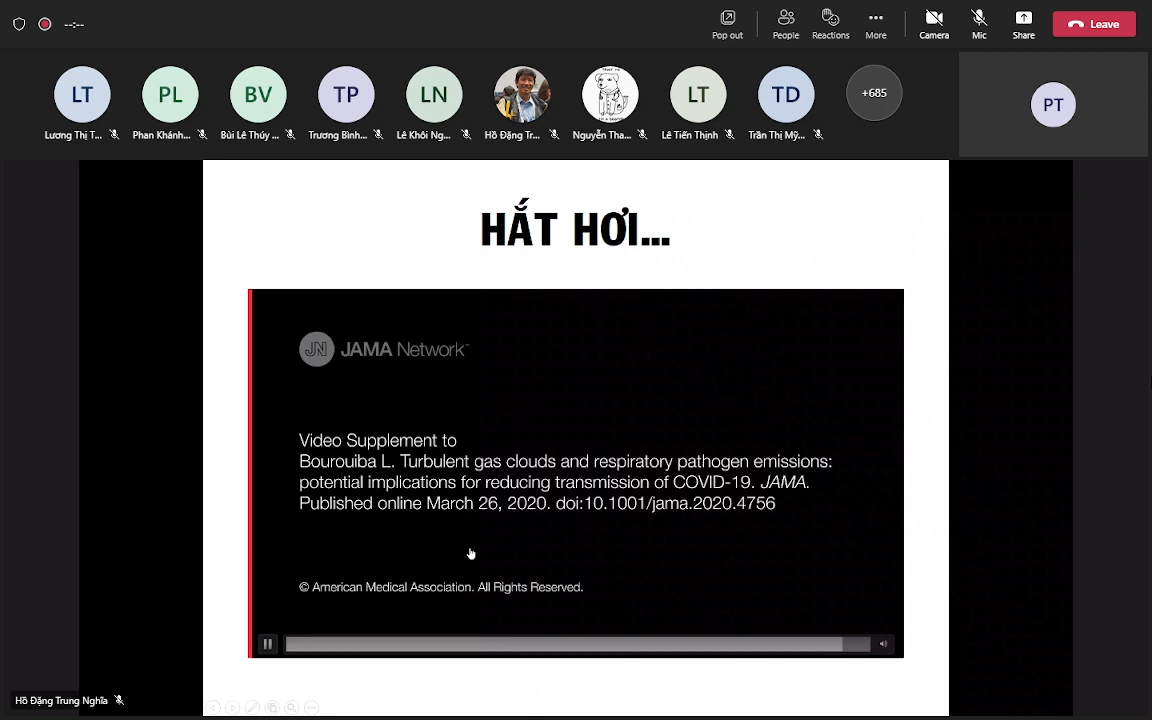 --:--
Pop out
People
Reactions
More
Camera
Mic
Share
Leave
LT
PL
BV
TP
LN
LT
TD
+685
PT
Lương Thị T...
Phan Khánh...
Bùi Lê Thúy ...
Trương Bình...
Lê Khôi Ng...
Hồ Đặng Tr...
Nguyễn Tha...
Lê Tiến Thịnh
Trần Thị Mỹ...
HẮT HƠI...
JN JAMA Network™
Video Supplement to
Bourouiba L. Turbulent gas clouds and respiratory pathogen emissions:
potential implications for reducing transmission of COVID-19. JAMA.
Published online March 26, 2020. doi:10.1001/jama.2020.4756
© American Medical Association. All Rights Reserved.
Hồ Đặng Trung Nghĩa